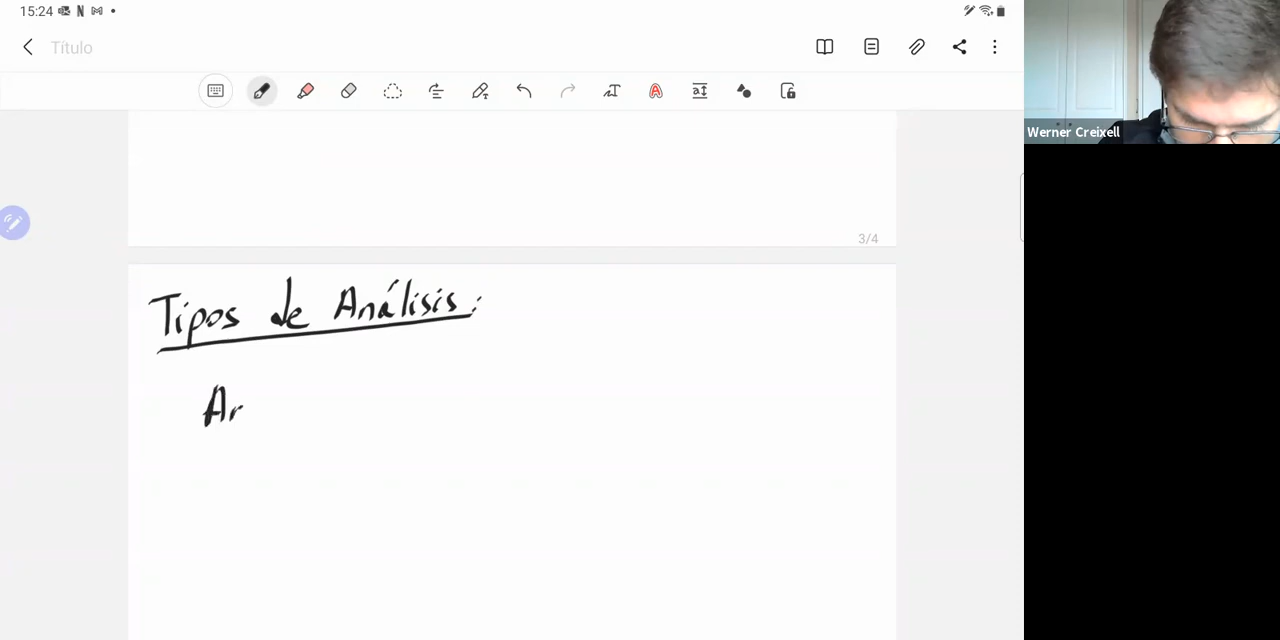 15:24
Título
Werner Creixell
3/4
Tipos de Análisis:
Ar